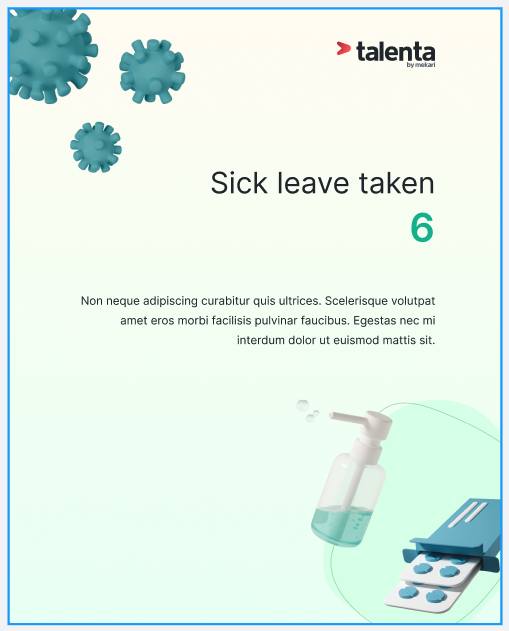 talenta
by mekari
Sick leave taken
6
Non neque adipiscing curabitur quis ultrices. Scelerisque volutpat
amet eros morbi facilisis pulvinar faucibus. Egestas nec mi
interdum dolor ut euismod mattis sit.